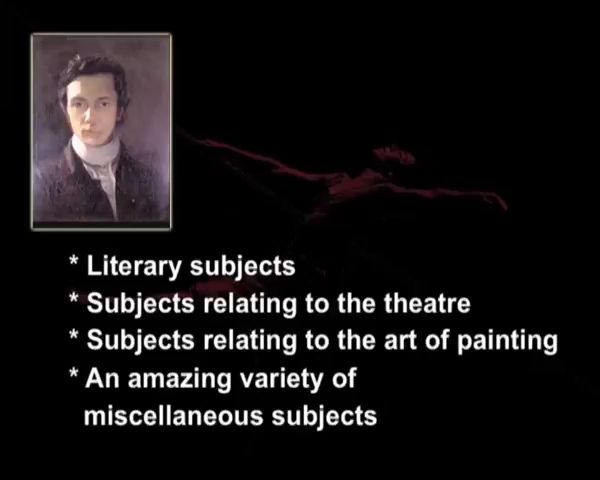 * Literary subjects
* Subjects relating to the theatre
* Subjects relating to the art of painting
* An amazing variety of
miscellaneous subjects